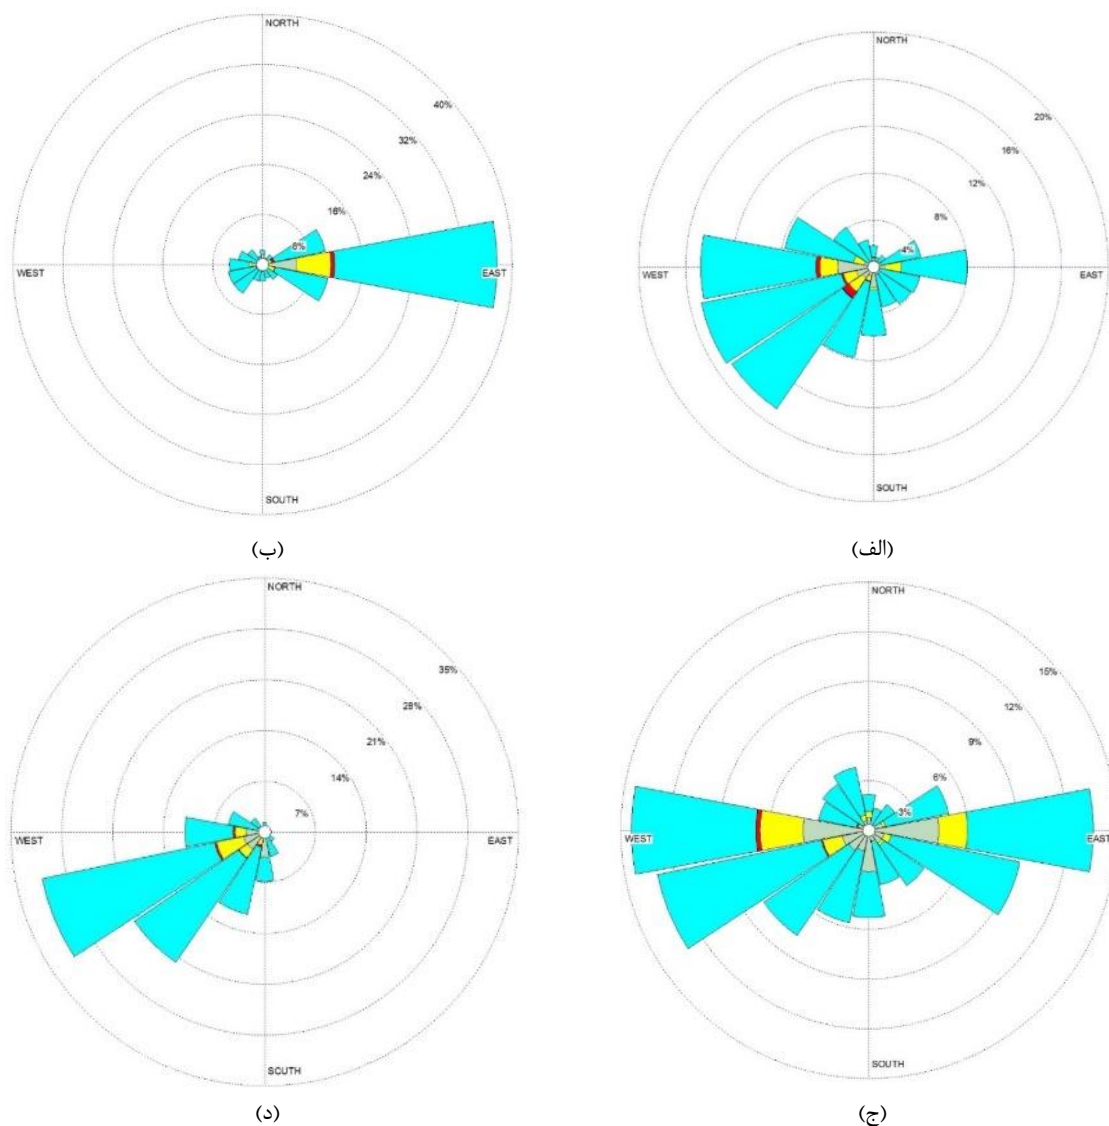 NORTH
40%
32%
24%
16%
8%
WEST
EAST
SOUTH
(ب)
NORTH
20%
16%
12%
8%
4%
WEST
EAST
SOUTH
(الف)
NORTH
35%
28%
21%
14%
7%
WEST
EAST
SOUTH
(د)
NORTH
15%
12%
9%
6%
3%
WEST
EAST
SOUTH
(ج)